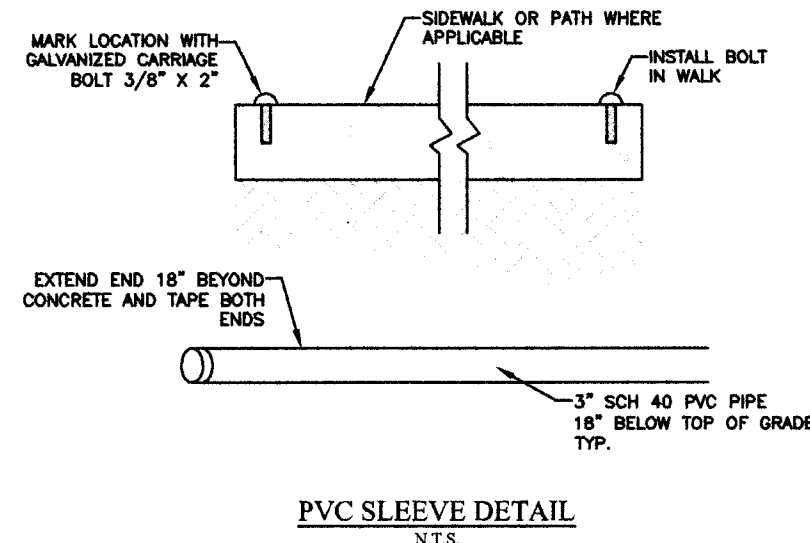 SIDEWALK OR PATH WHERE
APPLICABLE
MARK LOCATION WITH
GALVANIZED CARRIAGE
BOLT 3/8" X 2"
INSTALL BOLT
IN WALK
EXTEND END 18" BEYOND
CONCRETE AND TAPE BOTH
ENDS
3" SCH 40 PVC PIPE
18" BELOW TOP OF GRADE
TYP.
PVC SLEEVE DETAIL
N.T.S.